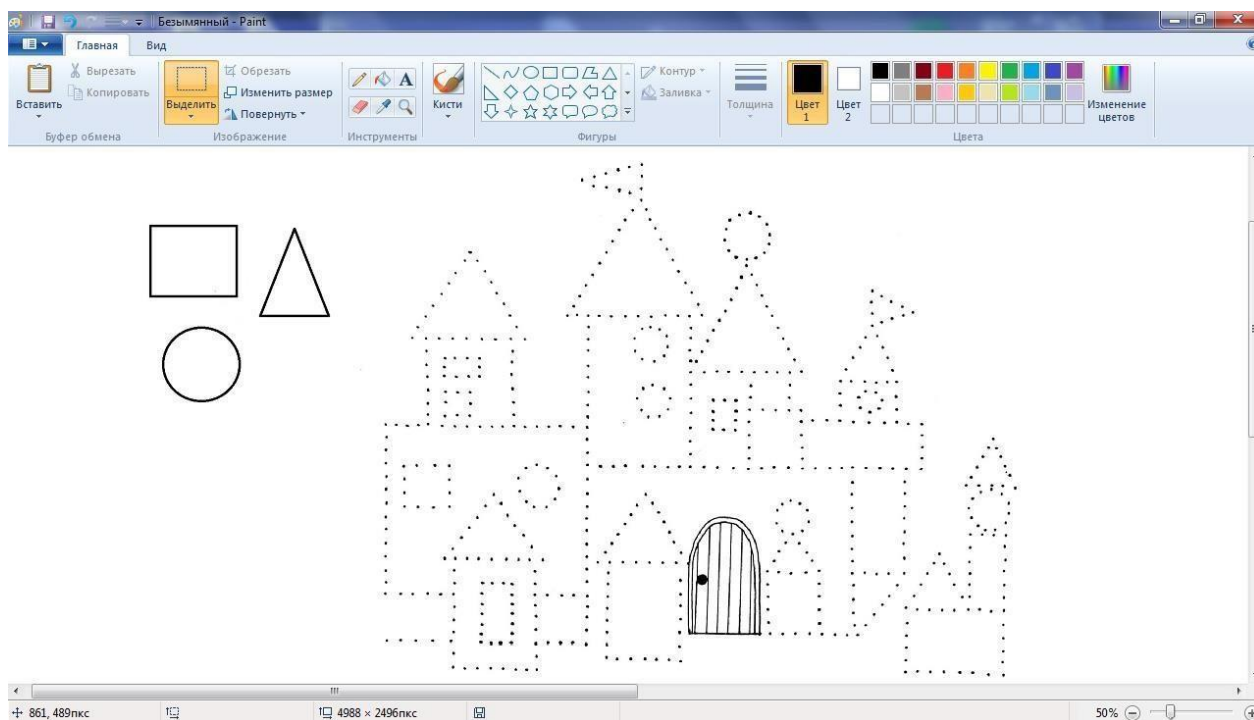 Безымянный - Paint
Главная Вид
Вставить
Вырезать
Копировать
Буфер обмена
Выделить
Обрезать
Изменить размер
Повернуть
Изображение
А
Инструменты
Кисти
Контур
Заливка
Фигуры
Толщина
Цвет 1
Цвет 2
Изменение цветов
Цвета
861, 489пкс
4988 × 2496пкс
50%